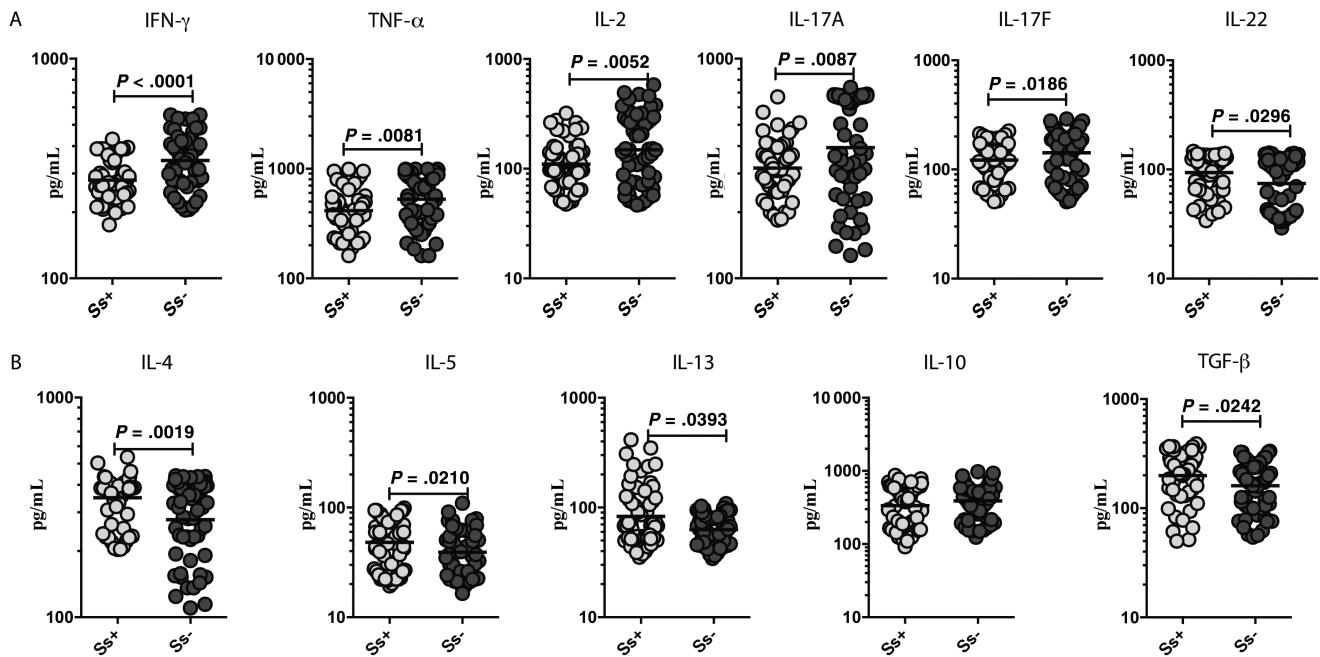 A IFN-γ TNF-α IL-2 IL-17A IL-17F IL-22
1000 10 000 1000 1000 1000 1000
P < .0001 P = .0081 P = .0052 P = .0087 P = .0186 P = .0296
pg/mL pg/mL pg/mL pg/mL pg/mL pg/mL
1000 100 100 100
100 100 10 100 10 10
Ss+ Ss- Ss+ Ss- Ss+ Ss- Ss+ Ss- Ss+ Ss- Ss+ Ss-
B IL-4 IL-5 IL-13 IL-10 TGF-β
1000 1000 1000 10 000 1000
P = .0019 P = .0210 P = .0393 P = .0242
pg/mL pg/mL pg/mL pg/mL pg/mL
100 100 1000 100
100
100 10 10 10 10
Ss+ Ss- Ss+ Ss- Ss+ Ss- Ss+ Ss- Ss+ Ss-